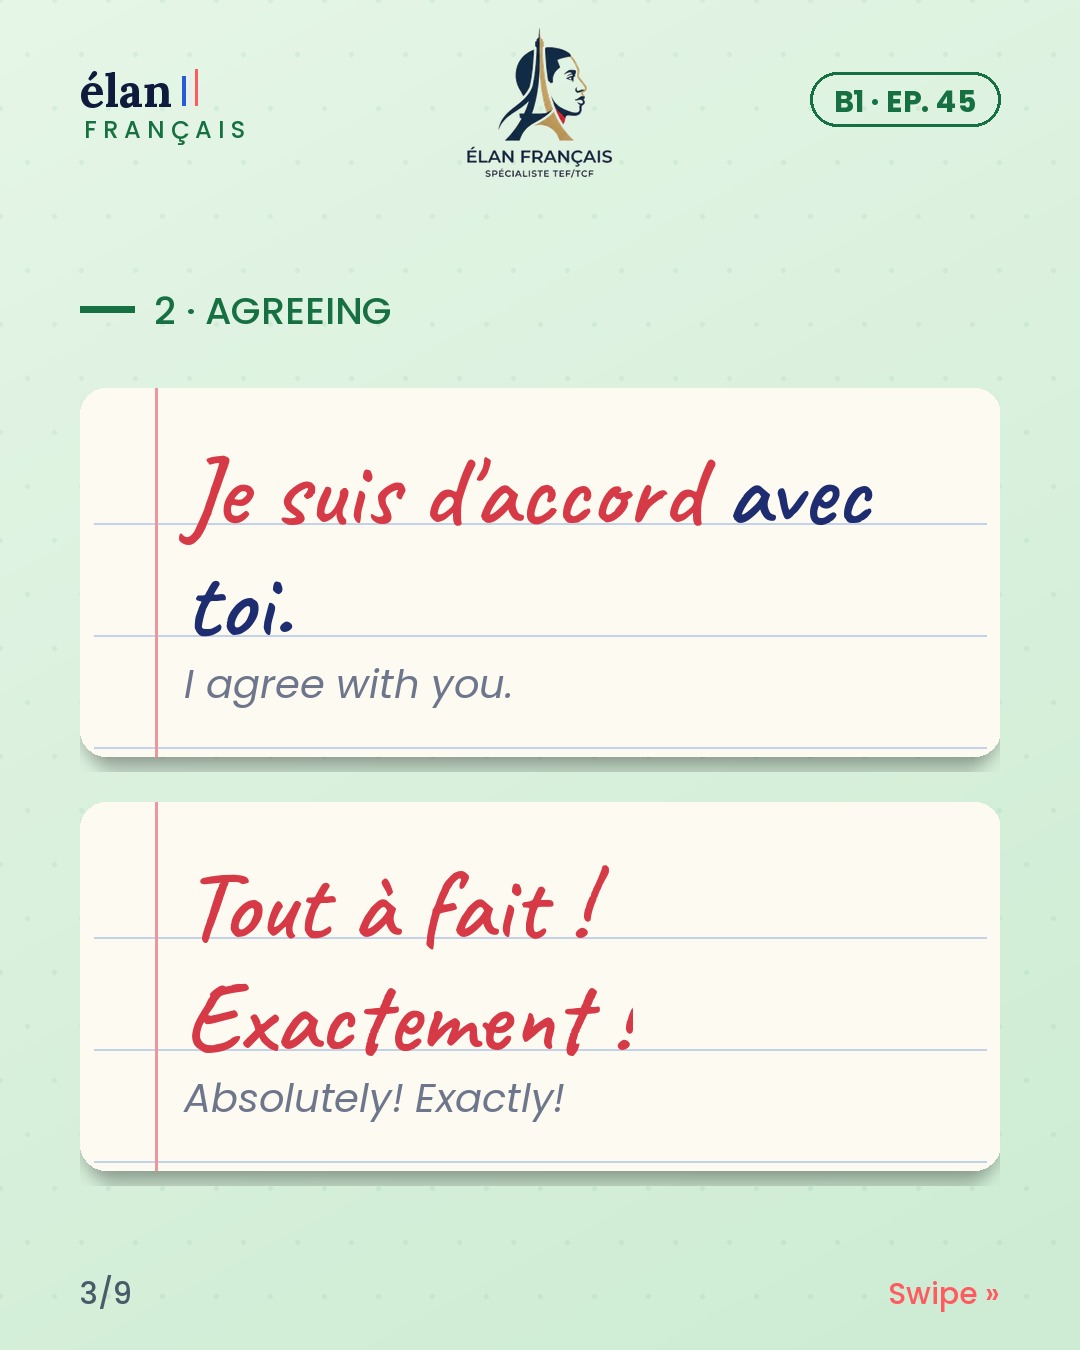 élan
FRANÇAIS
ÉLAN FRANÇAIS
SPÉCIALISTE TEF/TCF
B1 · EP. 45
2 · AGREEING
Je suis d'accord avec
toi.
I agree with you.
Tout à fait !
Exactement !
Absolutely! Exactly!
3/9
Swipe »